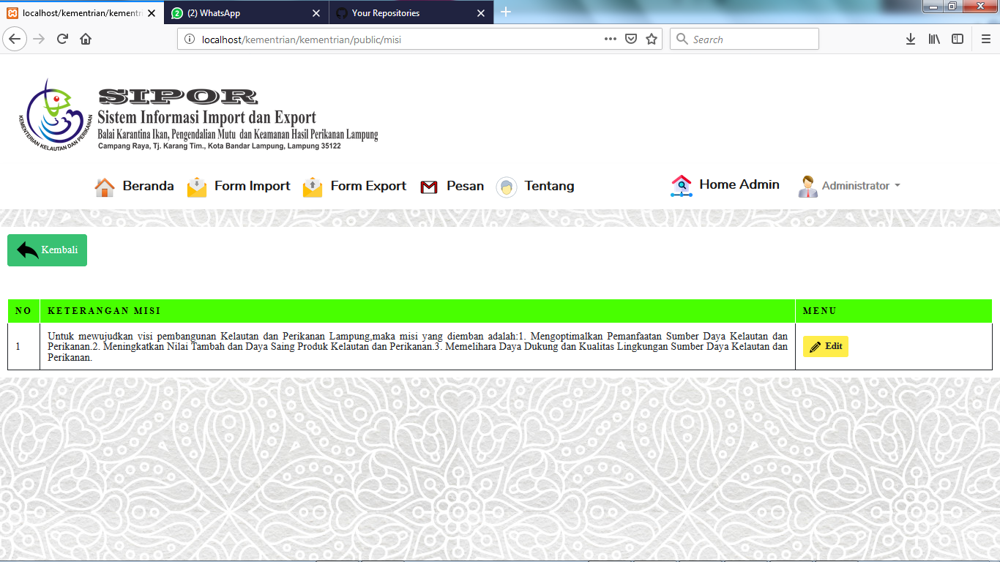 localhost/kementrian/kementri
(2) WhatsApp
Your Repositories
localhost/kementrian/kementrian/public/misi
Search
KEMENTERIAN KELAUTAN DAN PERIKANAN
SIPOR
Sistem Informasi Import dan Export
Balai Karantina Ikan, Pengendalian Mutu dan Keamanan Hasil Perikanan Lampung
Campang Raya, Tj. Karang Tim., Kota Bandar Lampung, Lampung 35122
Beranda
Form Import
Form Export
Pesan
Tentang
Home Admin
Administrator
Kembali
NO
KETERANGAN MISI
MENU
1
Untuk mewujudkan visi pembangunan Kelautan dan Perikanan Lampung,maka misi yang diemban adalah:1. Mengoptimalkan Pemanfaatan Sumber Daya Kelautan dan
Perikanan.2. Meningkatkan Nilai Tambah dan Daya Saing Produk Kelautan dan Perikanan.3. Memelihara Daya Dukung dan Kualitas Lingkungan Sumber Daya Kelautan dan
Perikanan.
Edit